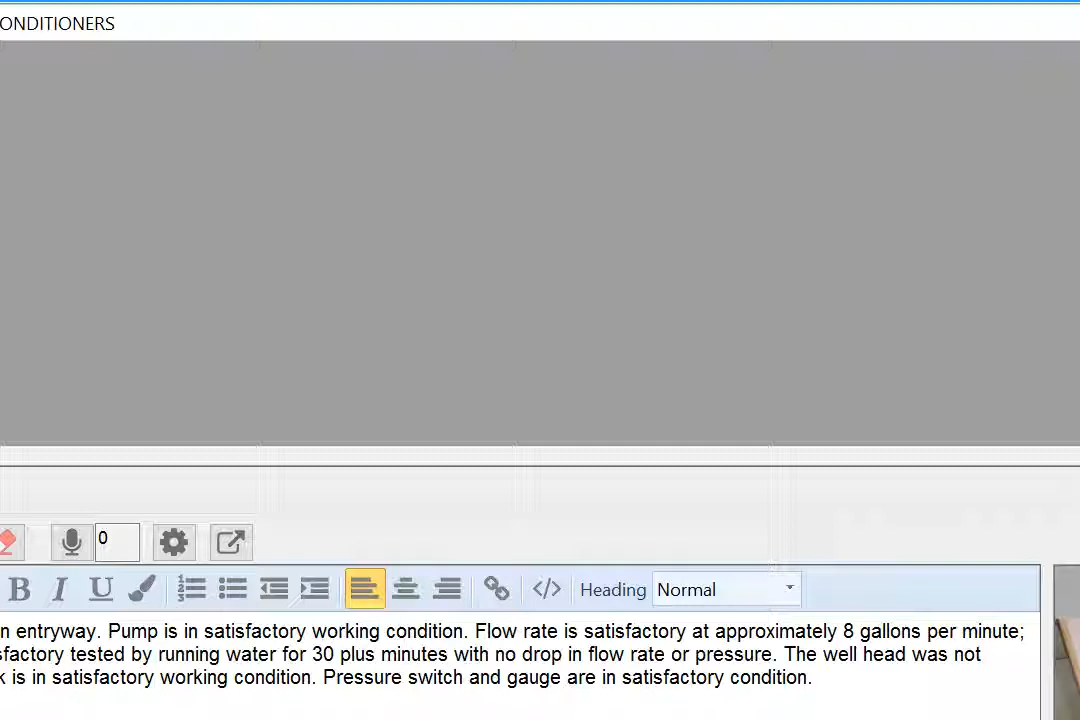 ONDITIONERS
0
B I U
Heading Normal
n entryway. Pump is in satisfactory working condition. Flow rate is satisfactory at approximately 8 gallons per minute;
sfactory tested by running water for 30 plus minutes with no drop in flow rate or pressure. The well head was not
k is in satisfactory working condition. Pressure switch and gauge are in satisfactory condition.